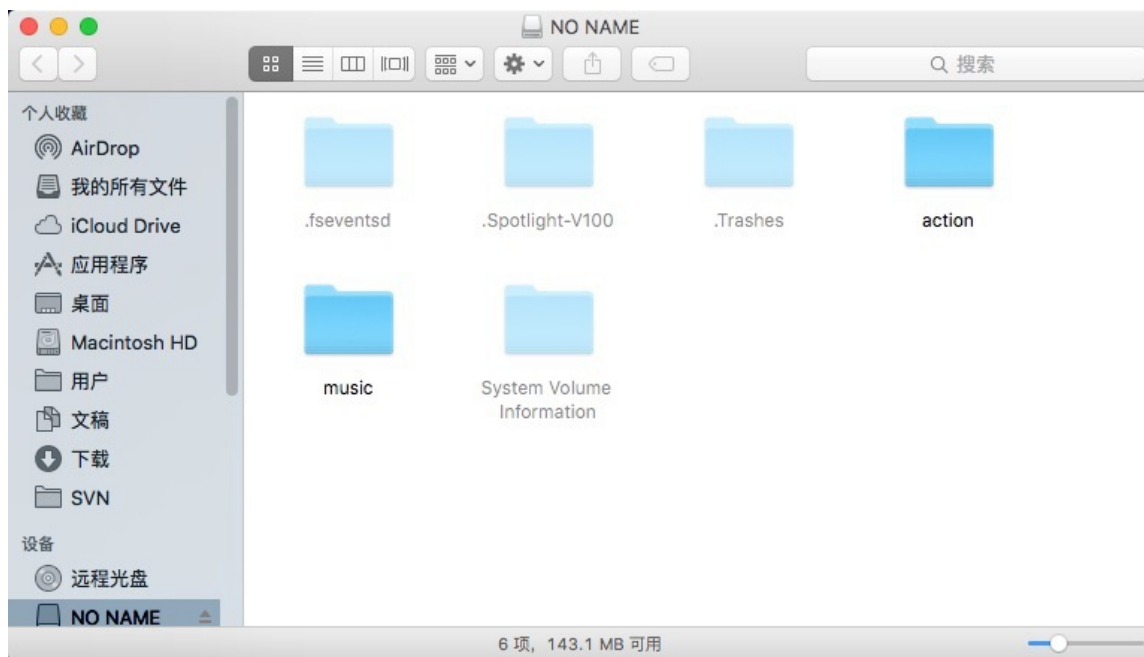 NO NAME
搜索
个人收藏
AirDrop
我的所有文件
iCloud Drive
应用程序
桌面
Macintosh HD
用户
文稿
下载
SVN
设备
远程光盘
NO NAME
.fseventsd
.Spotlight-V100
.Trashes
action
music
System Volume
Information
6 项，143.1 MB 可用